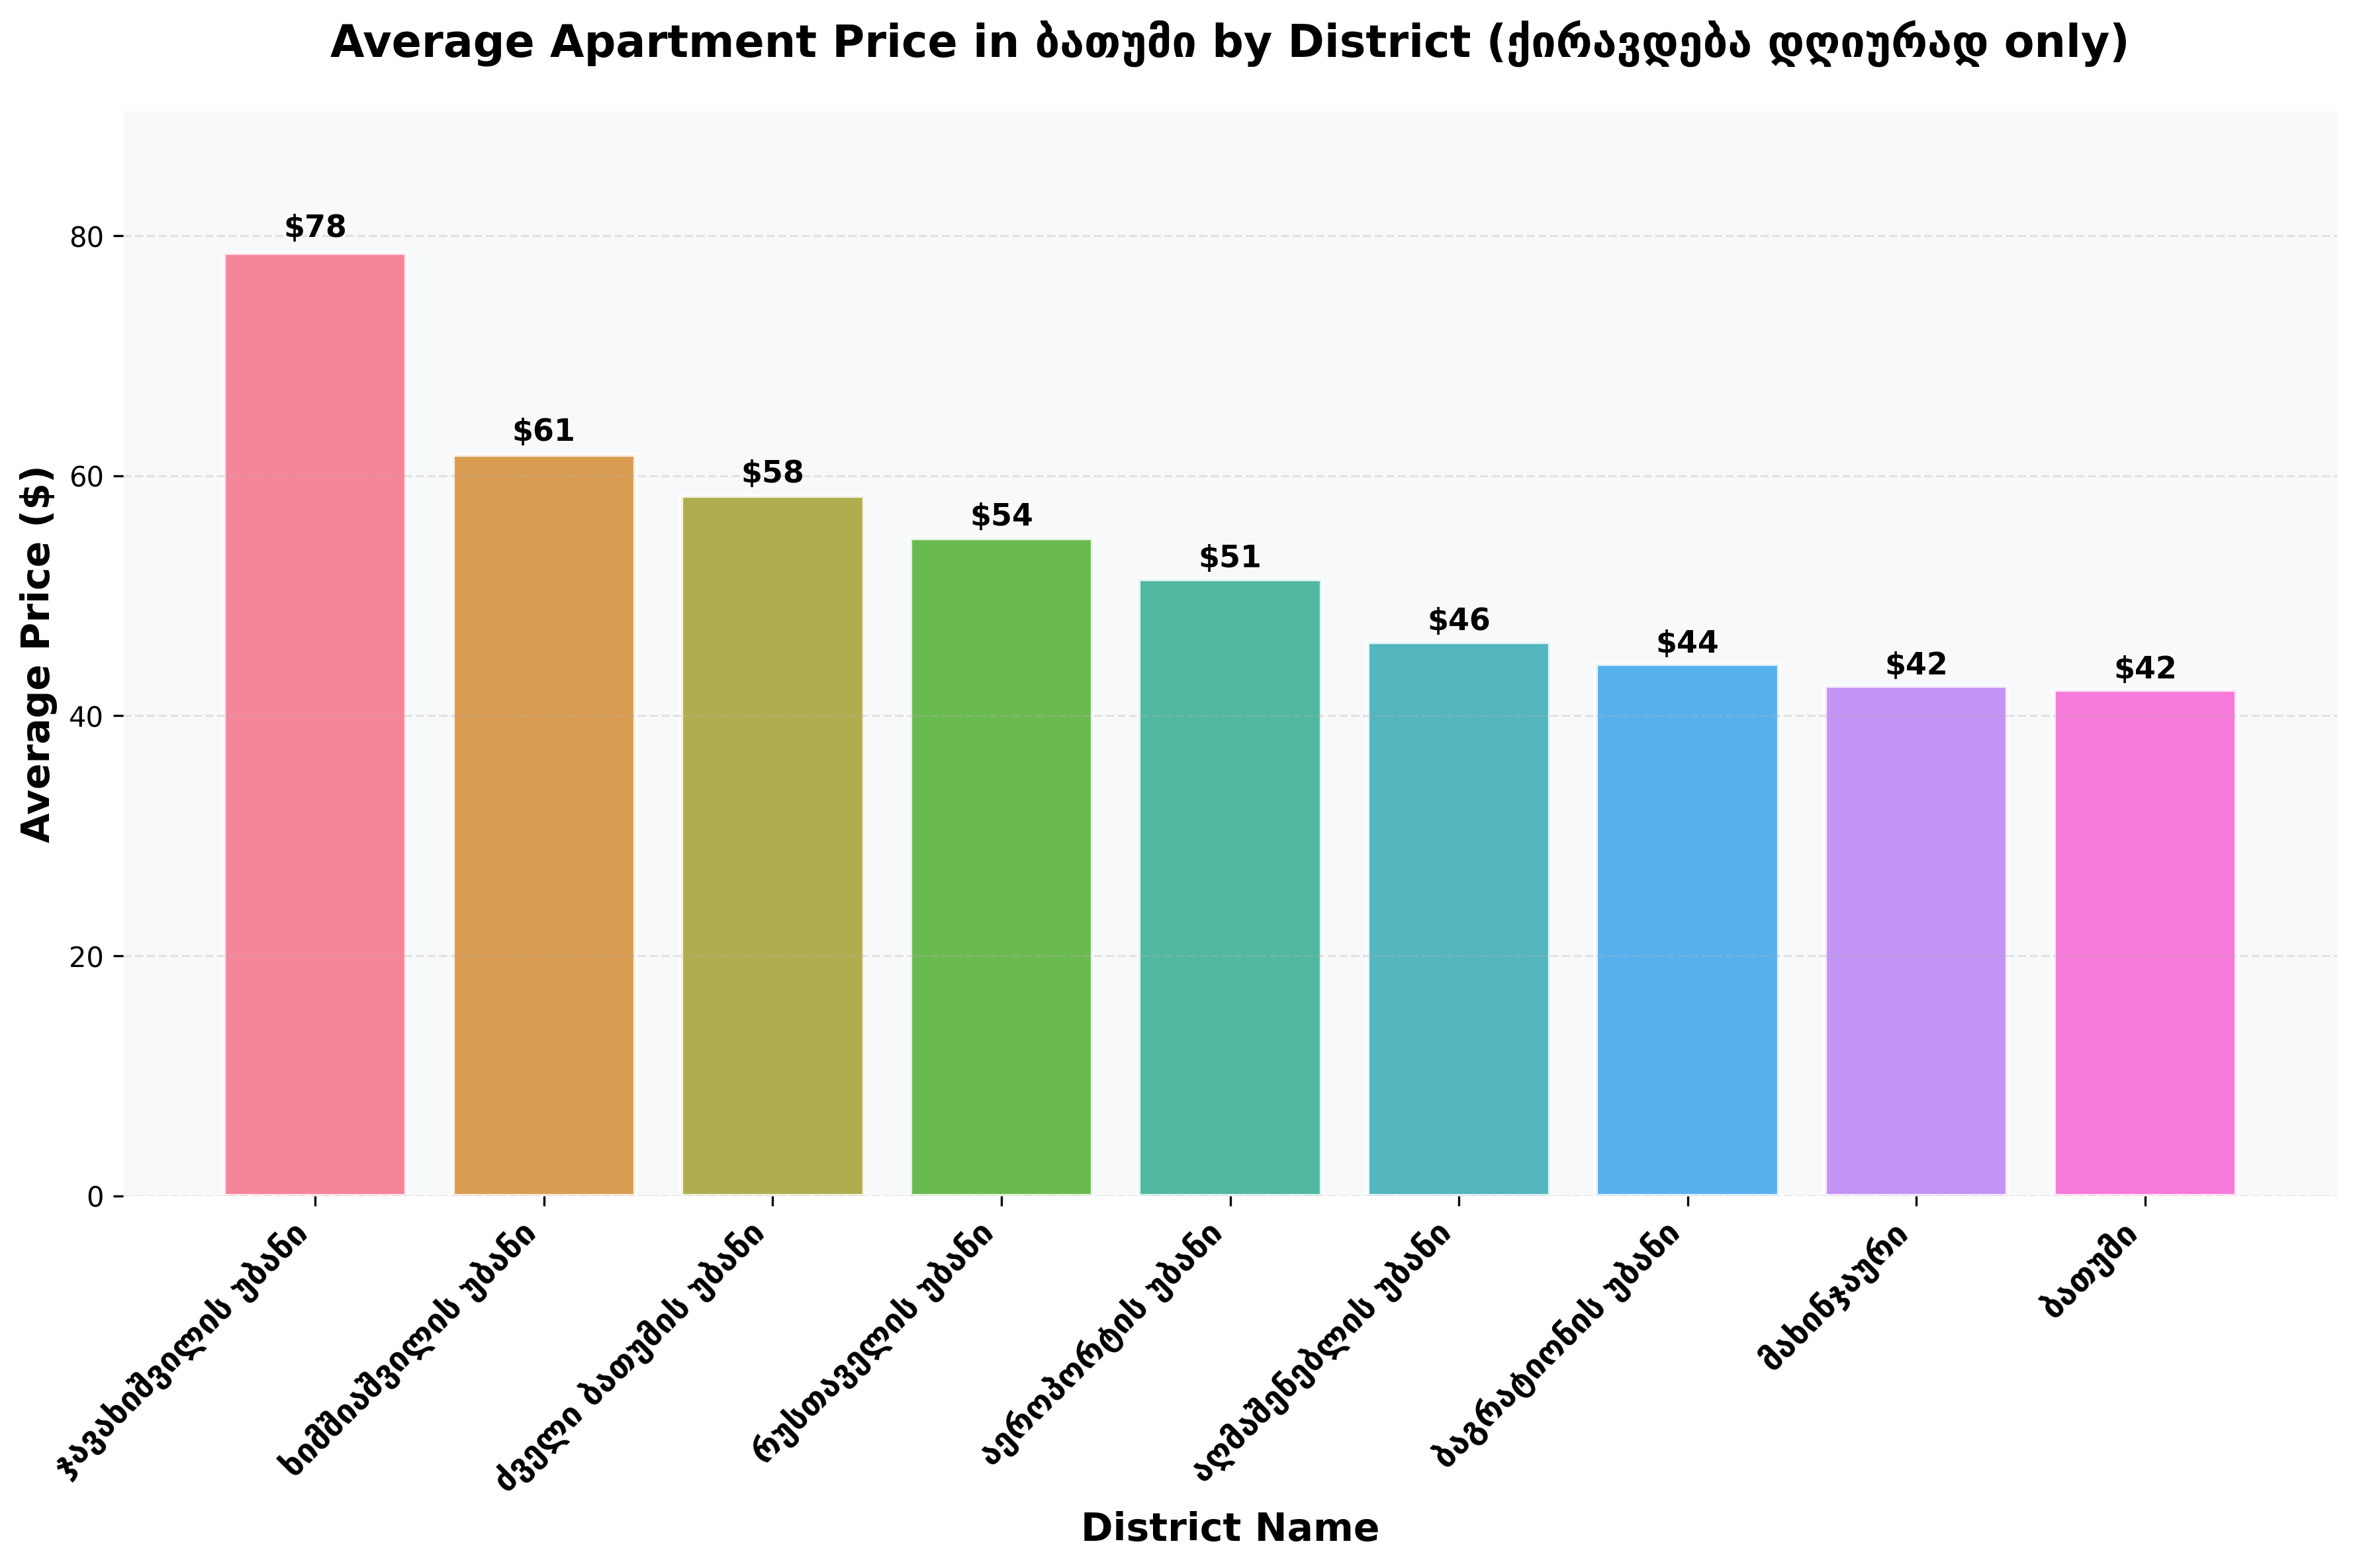 Average Apartment Price in ბათუმი by District (ქირავდება დღიურად only)
Average Price ($)
80
60
40
20
0
$78
$61
$58
$54
$51
$46
$44
$42
$42
ჯავახიშვილის უბანი
ხიმშიაშვილის უბანი
ძველი ბათუმის უბანი
რუსთაველის უბანი
აეროპორტის უბანი
აღმაშენებლის უბანი
ბაგრატიონის უბანი
მახინჯაური
ბათუმი
District Name